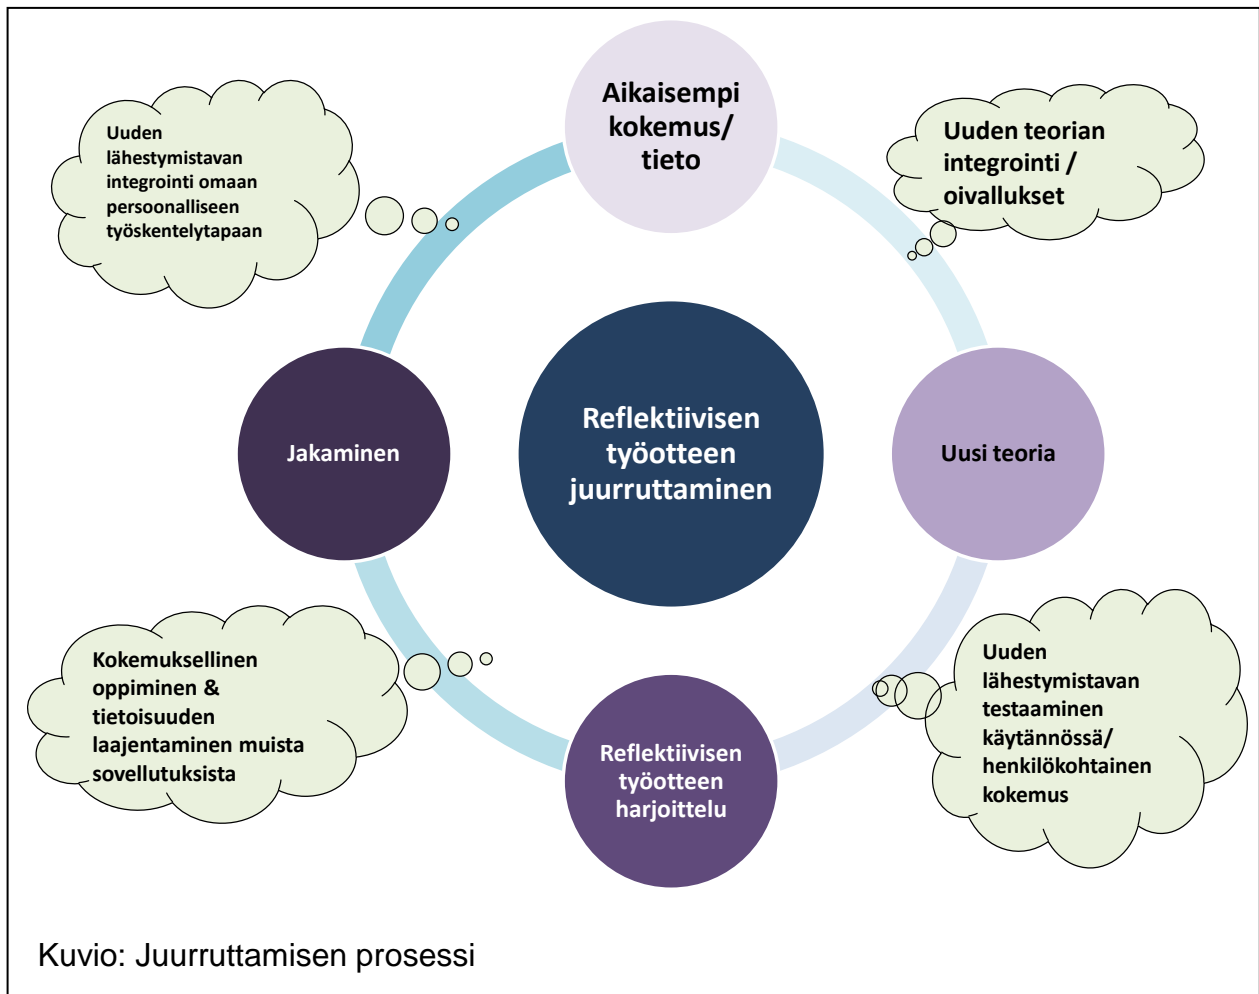 Aikaisempi
kokemus/
tieto
Uuden
lähestymistavan
integrointi omaan
persoonalliseen
työskentelytapaan
Uuden teorian
integrointi /
oivallukset
Jakaminen
Reflektiivisen
työotteen
juurruttaminen
Uusi teoria
Kokemuksellinen
oppiminen &
tietoisuuden
laajentaminen muista
sovellutuksista
Reflektiivisen
työotteen
harjoittelu
Uuden
lähestymistavan
testaaminen
käytännössä/
henkilökohtainen
kokemus
Kuvio: Juurruttamisen prosessi